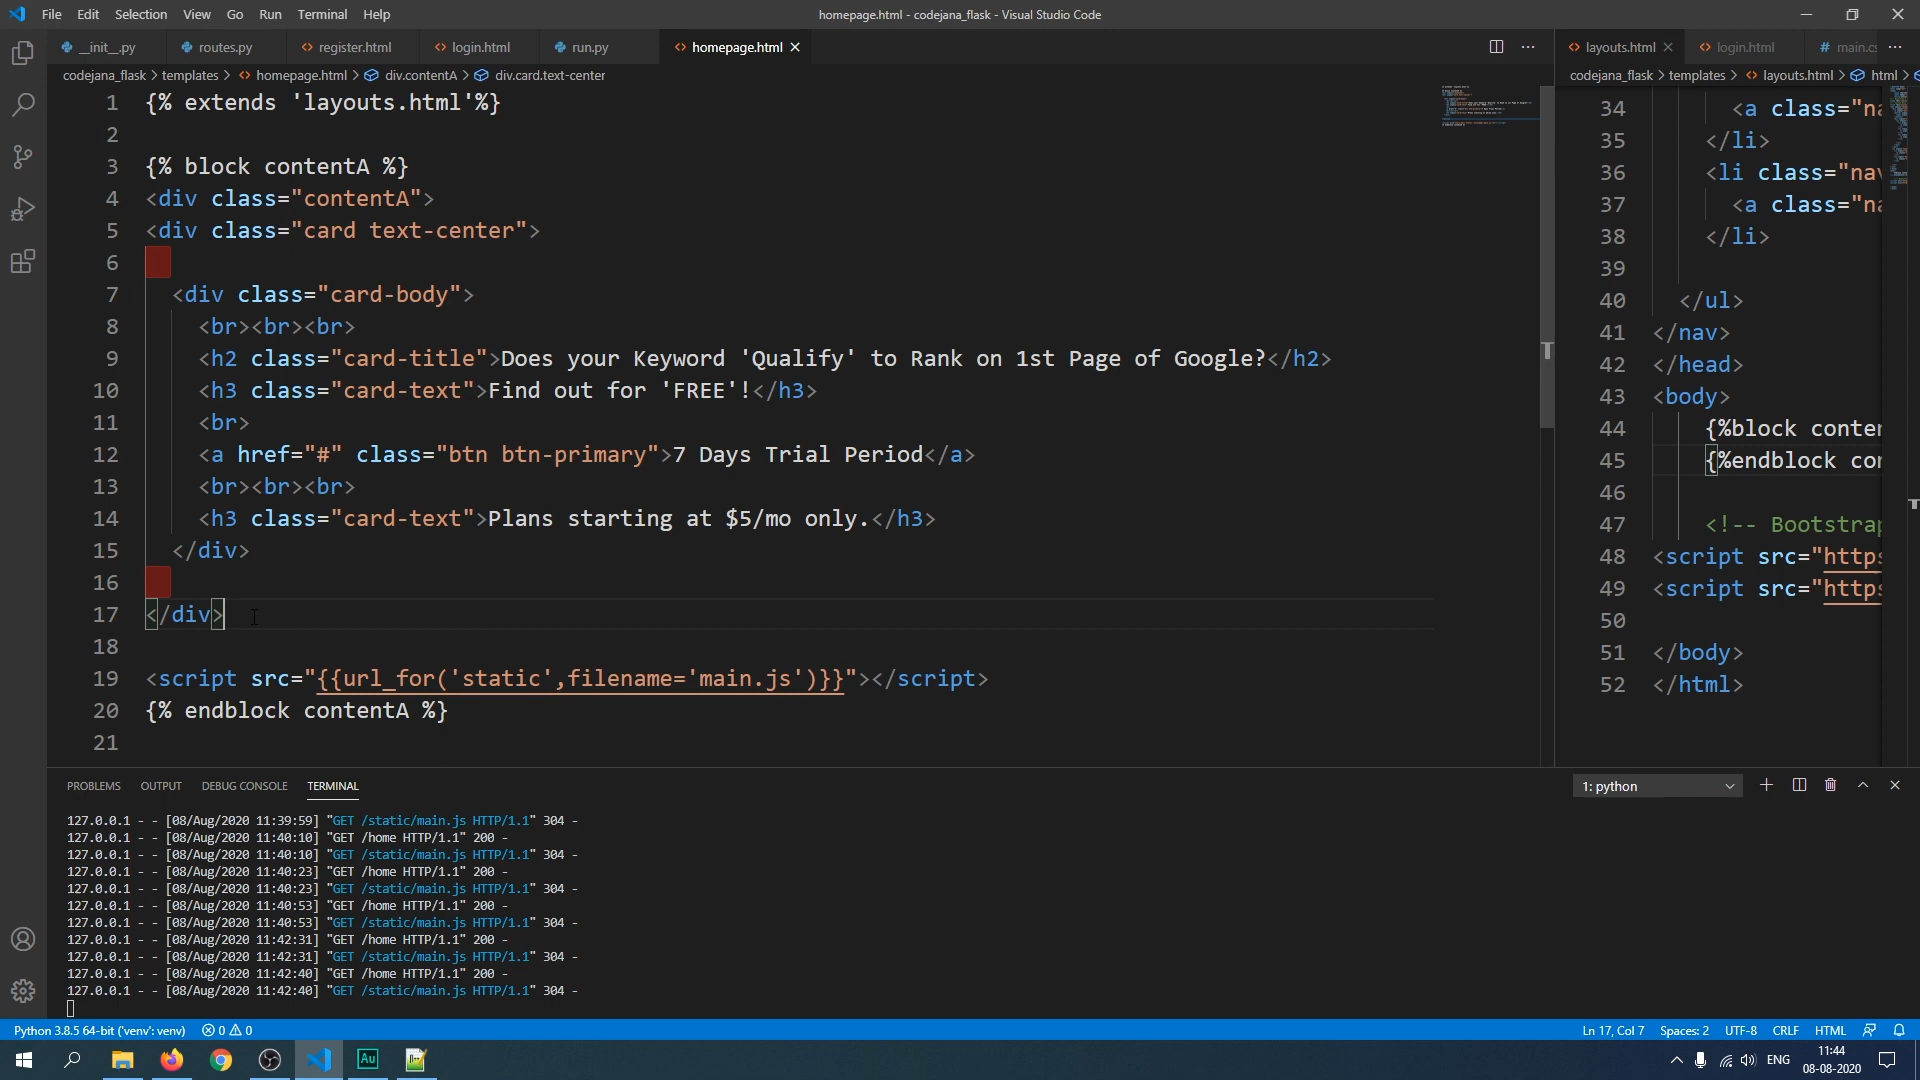 File Edit Selection View Go Run Terminal Help
homepage.html - codejana_flask - Visual Studio Code
__init__.py routes.py register.html login.html run.py homepage.html
codejana_flask > templates > homepage.html > div.contentA > div.card.text-center
1 {% extends 'layouts.html'%}
2
3 {% block contentA %}
4 <div class="contentA">
5 <div class="card text-center">
6
7 <div class="card-body">
8 <br><br><br>
9 <h2 class="card-title">Does your Keyword 'Qualify' to Rank on 1st Page of Google?</h2>
10 <h3 class="card-text">Find out for 'FREE'!</h3>
11 <br>
12 <a href="#" class="btn btn-primary">7 Days Trial Period</a>
13 <br><br><br>
14 <h3 class="card-text">Plans starting at $5/mo only.</h3>
15 </div>
16
17 </div>
18
19 <script src="{{url_for('static',filename='main.js')}}"></script>
20 {% endblock contentA %}
21
layouts.html login.html # main.cs
codejana_flask > templates > layouts.html > html >
34 <a class="na
35 </li>
36 <li class="nav
37 <a class="na
38 </li>
39
40 </ul>
41 </nav>
42 </head>
43 <body>
44 {%block conten
45 {%endblock con
46
47 <!-- Bootstrap
48 <script src="https
49 <script src="https
50
51 </body>
52 </html>
PROBLEMS OUTPUT DEBUG CONSOLE TERMINAL
1: python
127.0.0.1 - - [08/Aug/2020 11:39:59] "GET /static/main.js HTTP/1.1" 304 -
127.0.0.1 - - [08/Aug/2020 11:40:10] "GET /home HTTP/1.1" 200 -
127.0.0.1 - - [08/Aug/2020 11:40:10] "GET /static/main.js HTTP/1.1" 304 -
127.0.0.1 - - [08/Aug/2020 11:40:23] "GET /home HTTP/1.1" 200 -
127.0.0.1 - - [08/Aug/2020 11:40:23] "GET /static/main.js HTTP/1.1" 304 -
127.0.0.1 - - [08/Aug/2020 11:40:53] "GET /home HTTP/1.1" 200 -
127.0.0.1 - - [08/Aug/2020 11:40:53] "GET /static/main.js HTTP/1.1" 304 -
127.0.0.1 - - [08/Aug/2020 11:42:31] "GET /home HTTP/1.1" 200 -
127.0.0.1 - - [08/Aug/2020 11:42:31] "GET /static/main.js HTTP/1.1" 304 -
127.0.0.1 - - [08/Aug/2020 11:42:40] "GET /home HTTP/1.1" 200 -
127.0.0.1 - - [08/Aug/2020 11:42:40] "GET /static/main.js HTTP/1.1" 304 -
Python 3.8.5 64-bit ('venv': venv) 0 0
Ln 17, Col 7 Spaces: 2 UTF-8 CRLF HTML
Au
ENG
11:44
08-08-2020